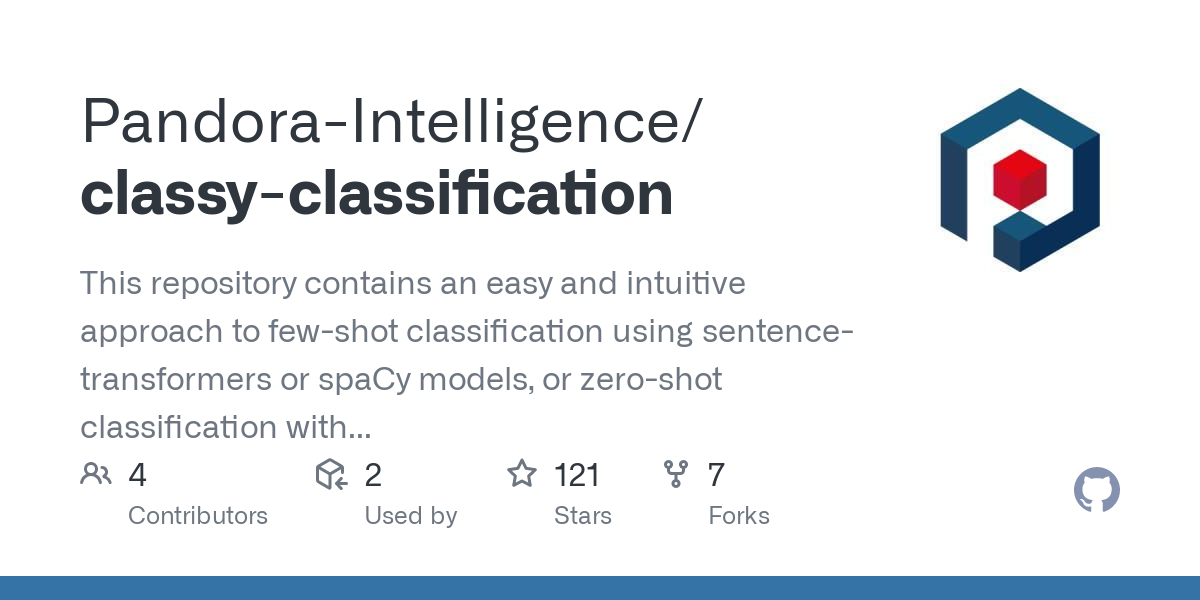 Pandora-Intelligence/
classy-classification
This repository contains an easy and intuitive
approach to few-shot classification using sentence-
transformers or spaCy models, or zero-shot
classification with...
4 2 121 7
Contributors Used by Stars Forks